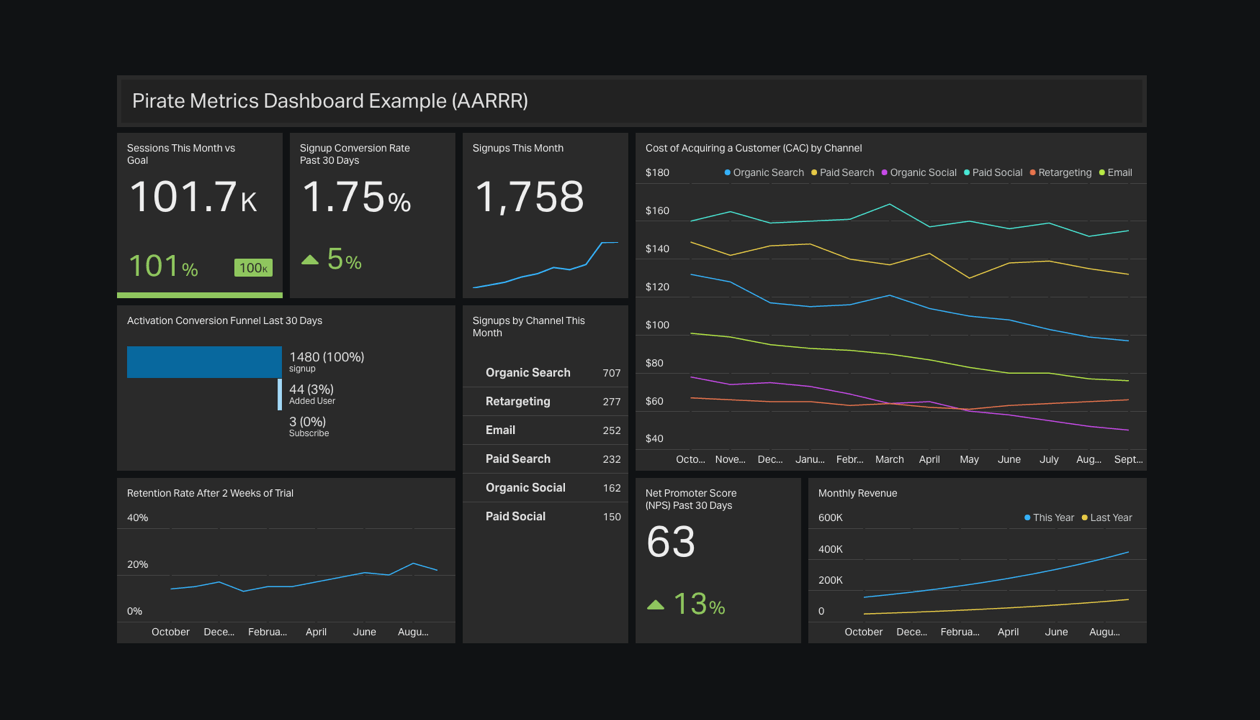 Pirate Metrics Dashboard Example (AARRR)
Sessions This Month vs
Goal
101.7K
101%
100K
Signup Conversion Rate
Past 30 Days
1.75%
5%
Signups This Month
1,758
Cost of Acquiring a Customer (CAC) by Channel
Organic Search Paid Search Organic Social Paid Social Retargeting Email
$180
$160
$140
$120
$100
$80
$60
$40
Octo... Nove... Dec... Janu... Febr... March April May June July Aug... Sept...
Activation Conversion Funnel Last 30 Days
1480 (100%)
signup
44 (3%)
Added User
3 (0%)
Subscribe
Signups by Channel This
Month
Organic Search 707
Retargeting 277
Email 252
Paid Search 232
Organic Social 162
Paid Social 150
Retention Rate After 2 Weeks of Trial
40%
20%
0%
October Dece... Februa... April June Augu...
Net Promoter Score
(NPS) Past 30 Days
63
13%
Monthly Revenue
This Year Last Year
600K
400K
200K
0
October Dece... Februa... April June Augu...